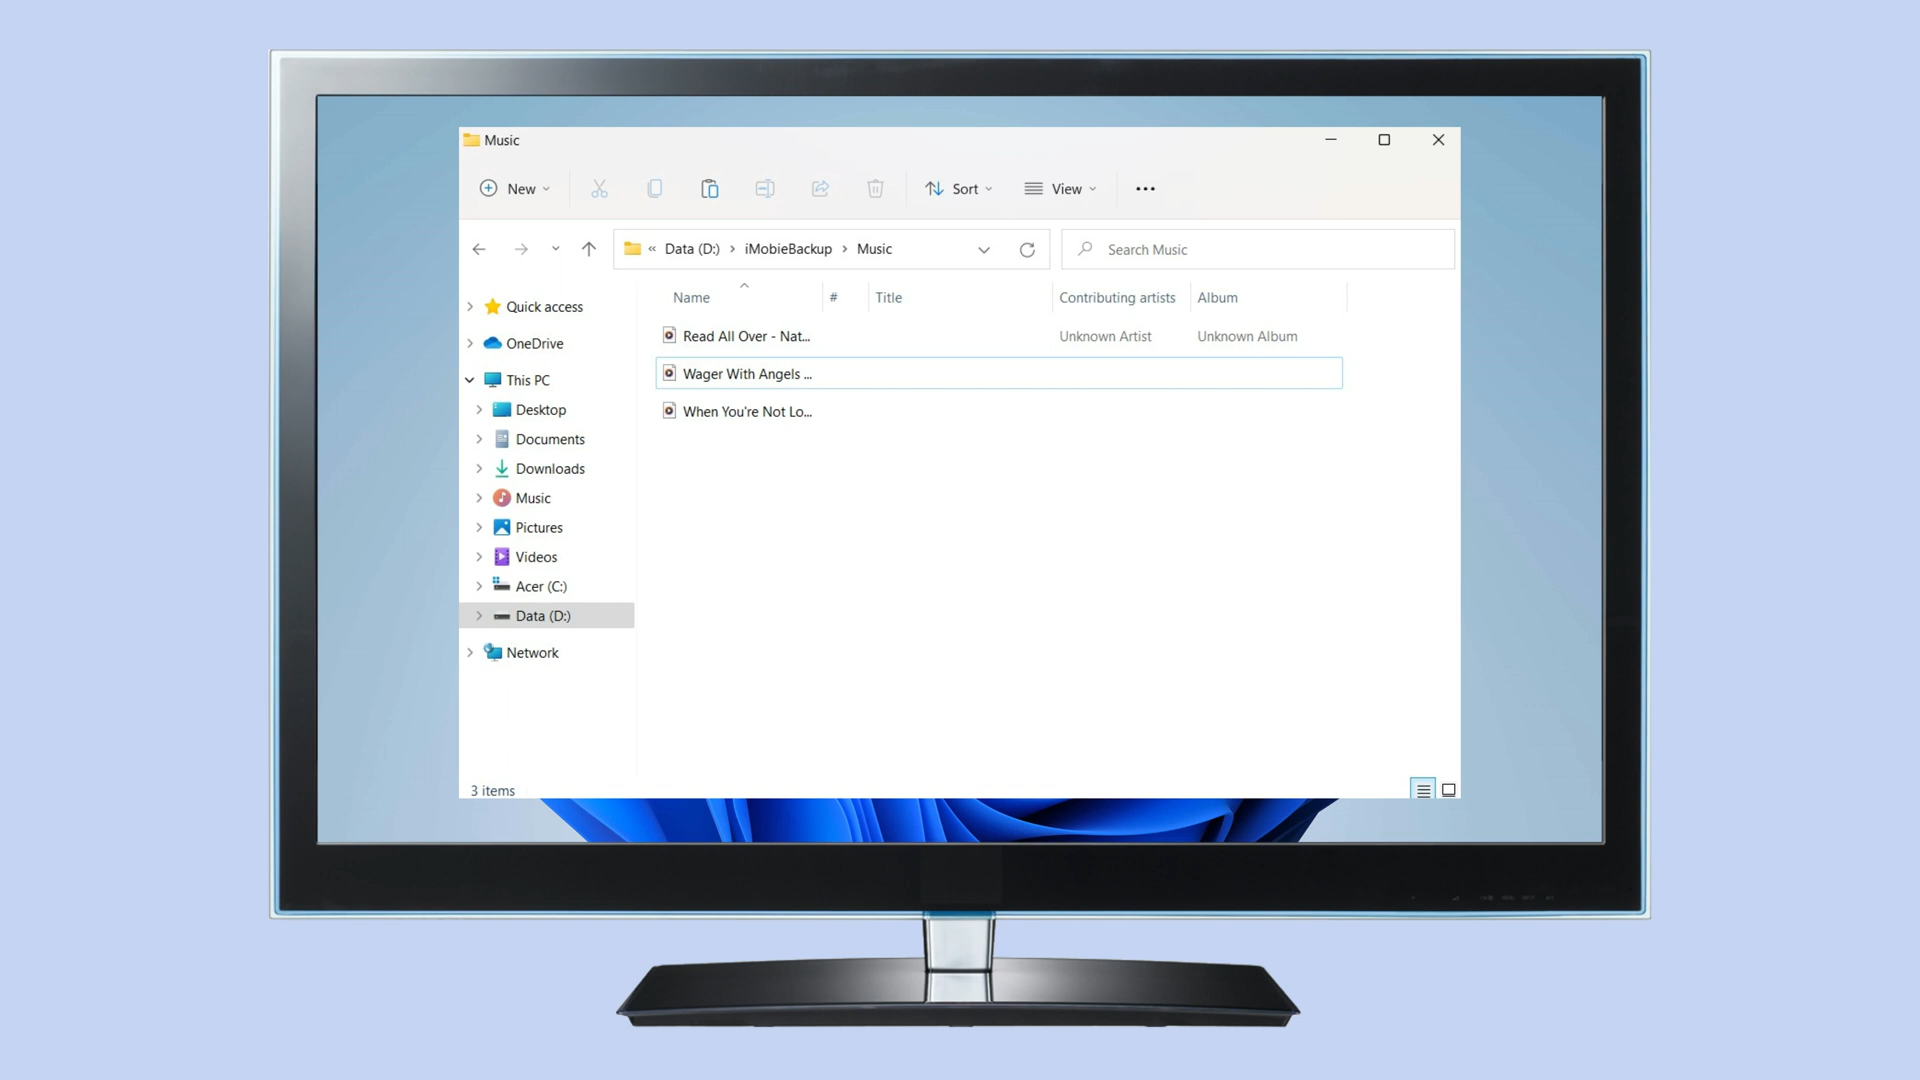 Music
New
Sort
View
« Data (D:) › iMobieBackup › Music
Search Music
Name # Title Contributing artists Album
Quick access
OneDrive
This PC
Desktop
Documents
Downloads
Music
Pictures
Videos
Acer (C:)
Data (D:)
Network
Read All Over - Nat... Unknown Artist Unknown Album
Wager With Angels ...
When You're Not Lo...
3 items